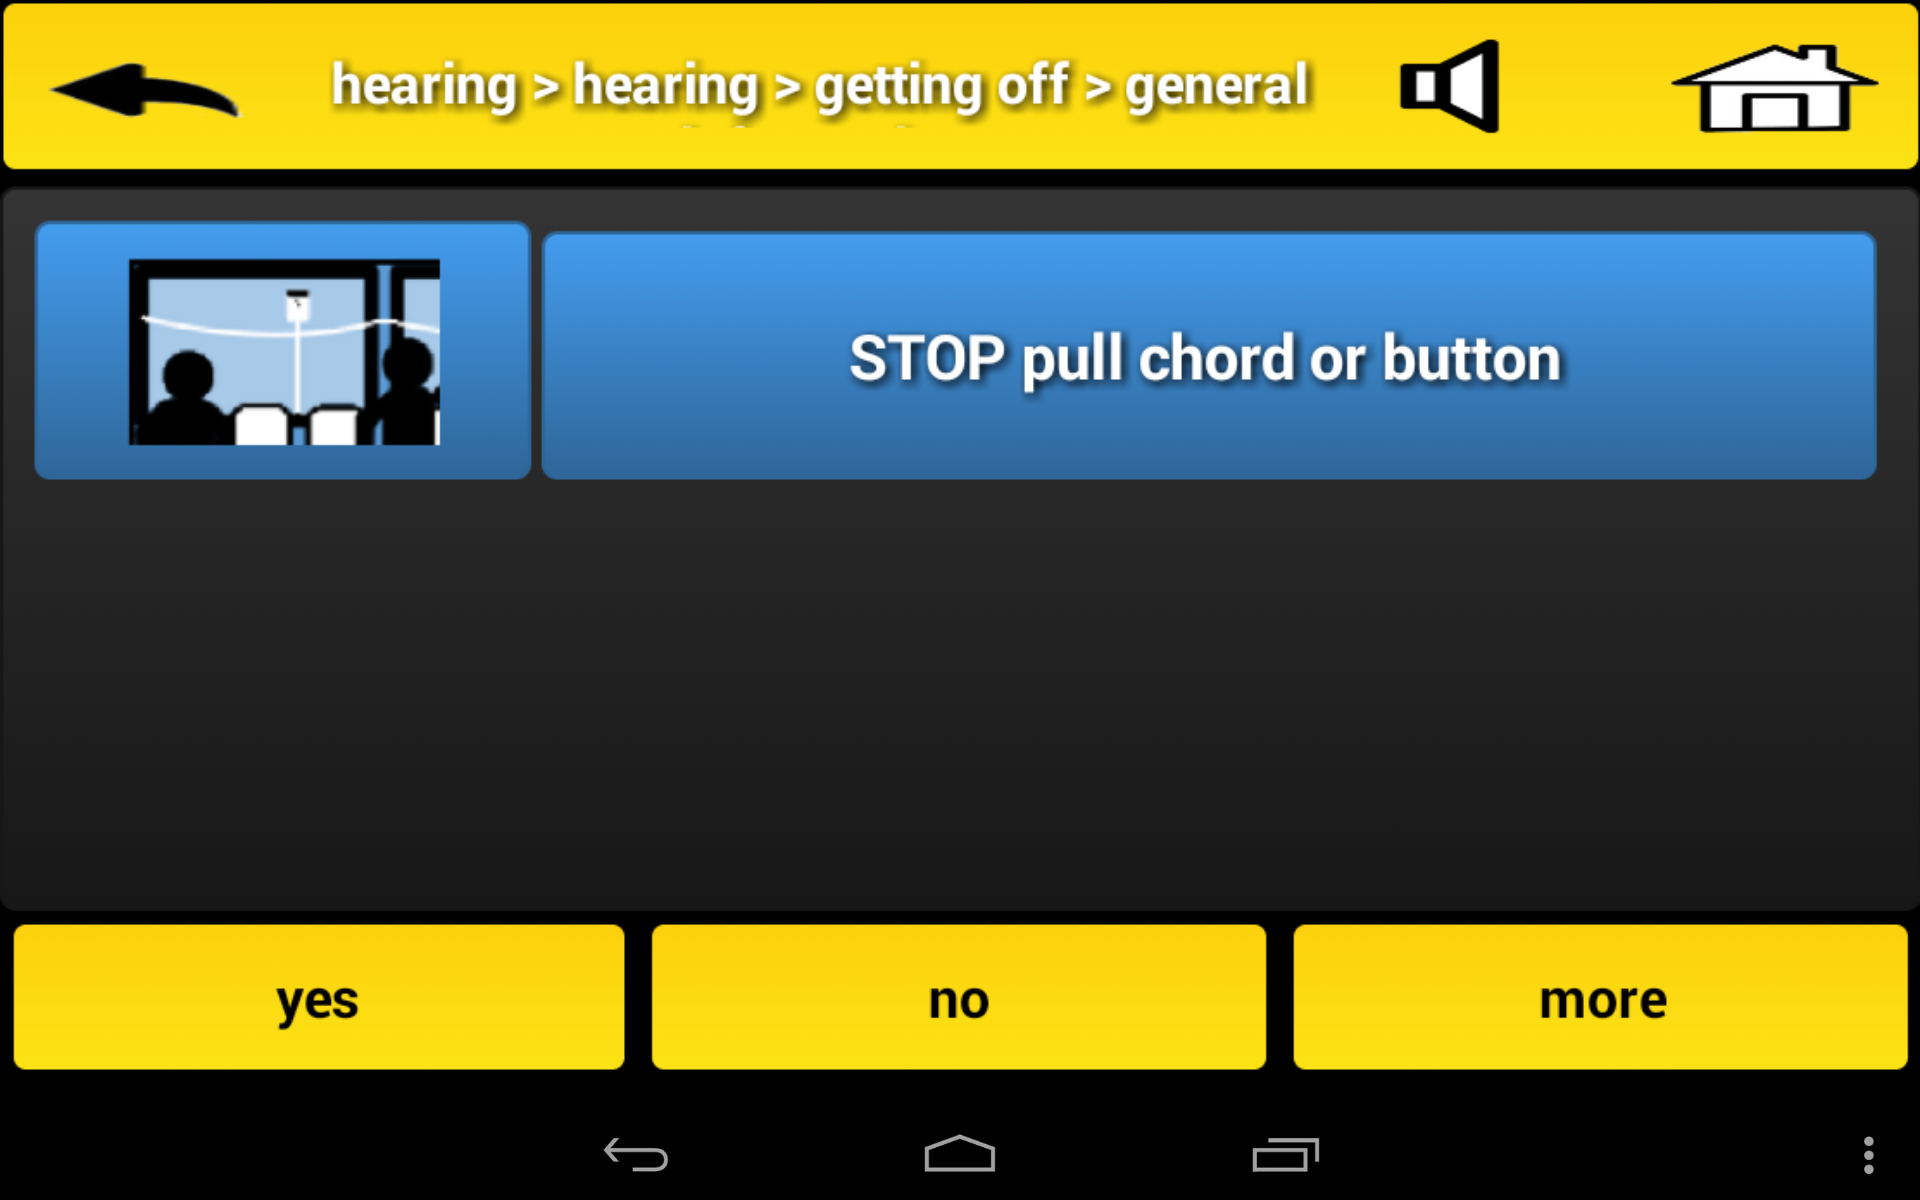 hearing > hearing > getting off > general
STOP pull chord or button
yes
no
more